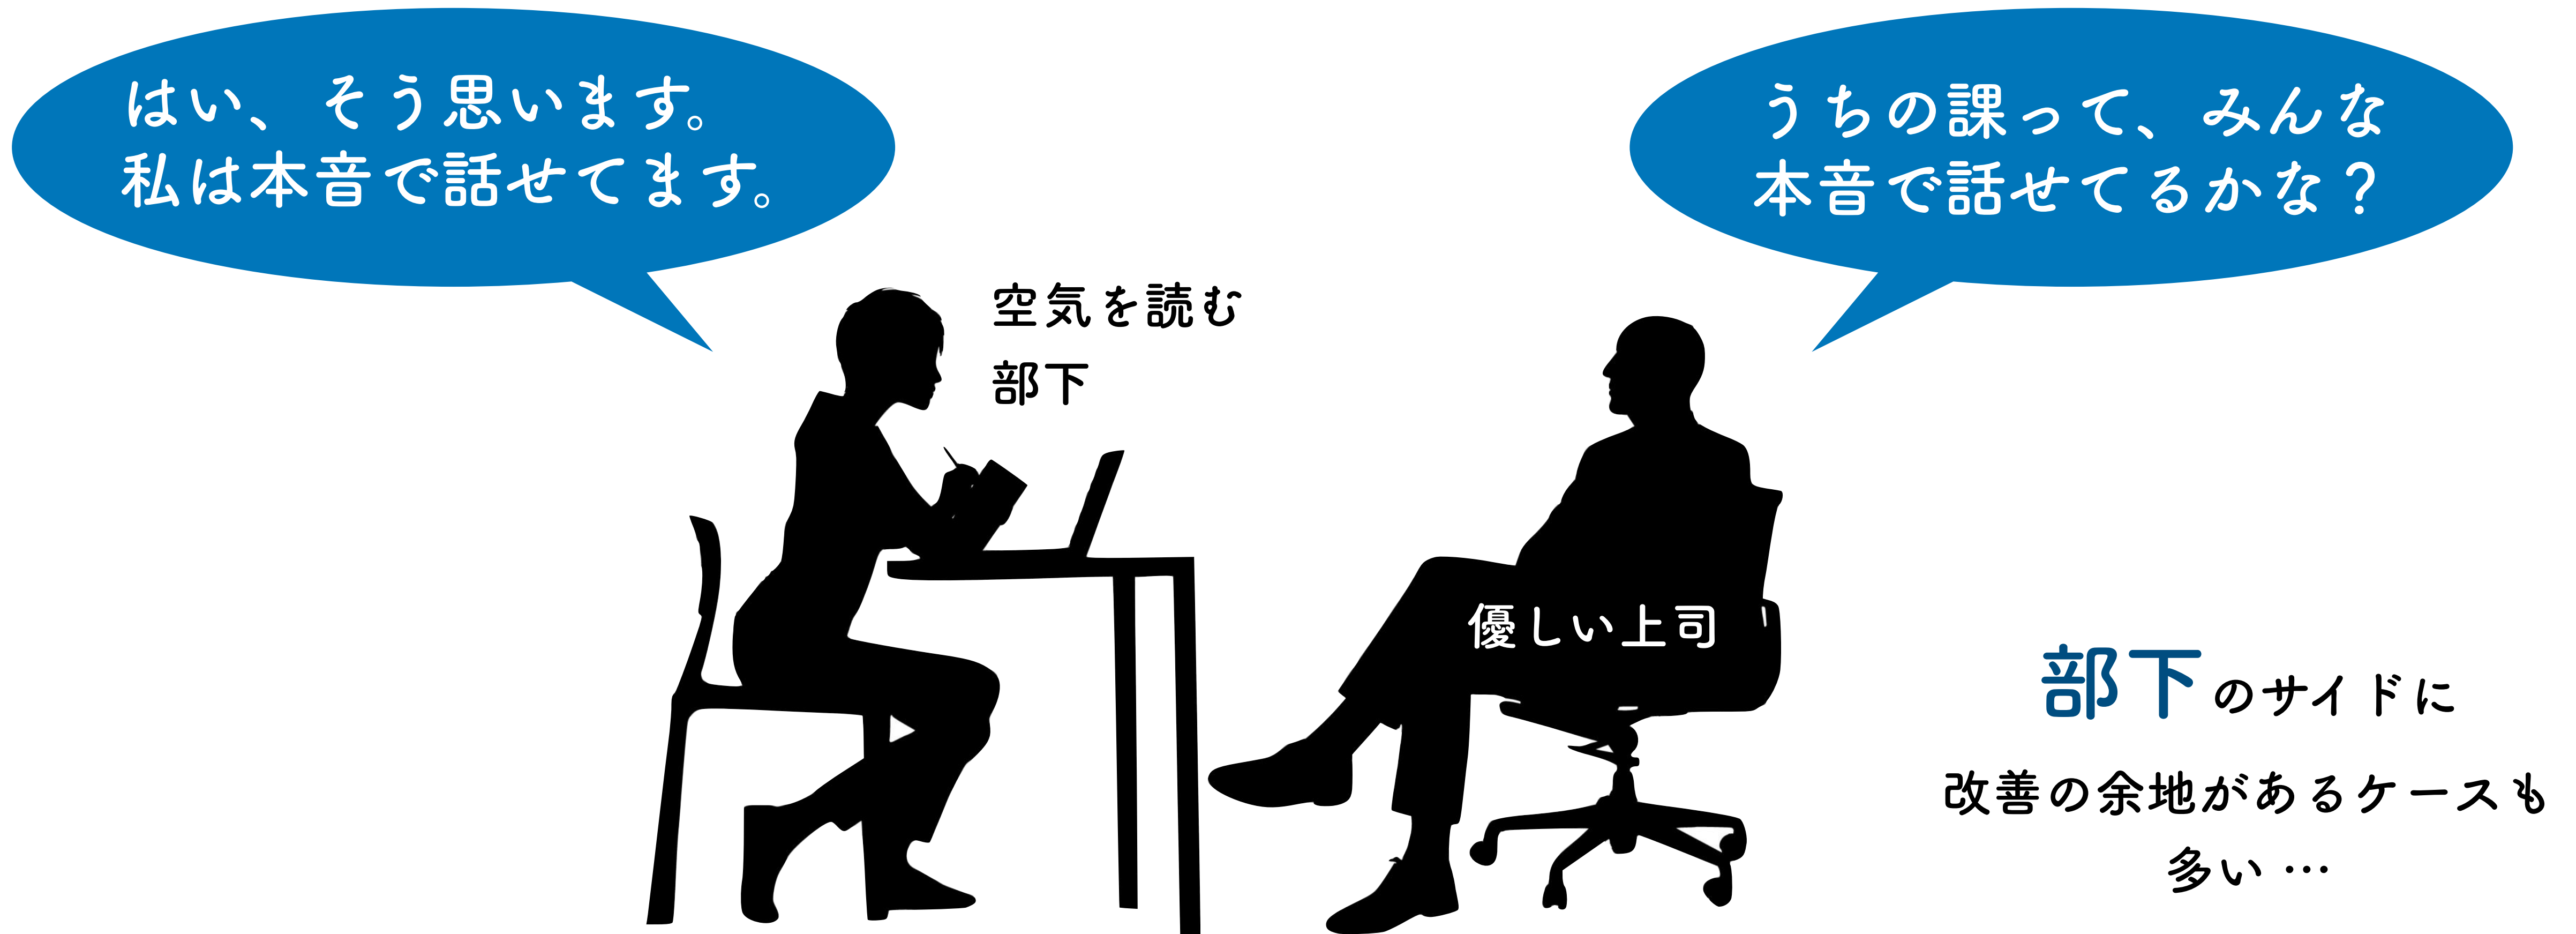 はい、そう思います。
私は本音で話せてます。
うちの課って、みんな
本音で話せてるかな？
空気を読む
部下
優しい上司
部下のサイドに
改善の余地があるケースも
多い …